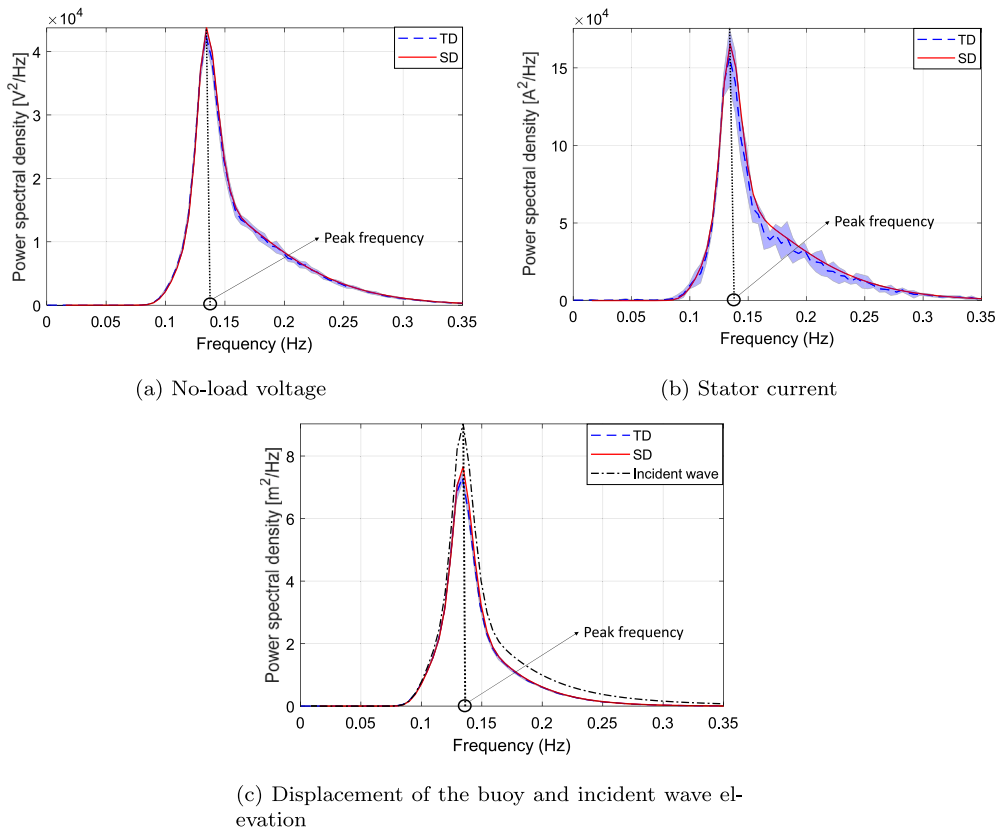 ×10⁴
Power spectral density [V²/Hz]
4
3
2
1
0
TD
SD
Peak frequency
0 0.05 0.1 0.15 0.2 0.25 0.3 0.35
Frequency (Hz)
(a) No-load voltage
×10⁴
Power spectral density [A²/Hz]
15
10
5
0
TD
SD
Peak frequency
0 0.05 0.1 0.15 0.2 0.25 0.3 0.35
Frequency (Hz)
(b) Stator current
Power spectral density [m²/Hz]
8
6
4
2
0
TD
SD
Incident wave
Peak frequency
0 0.05 0.1 0.15 0.2 0.25 0.3 0.35
Frequency (Hz)
(c) Displacement of the buoy and incident wave el-
evation